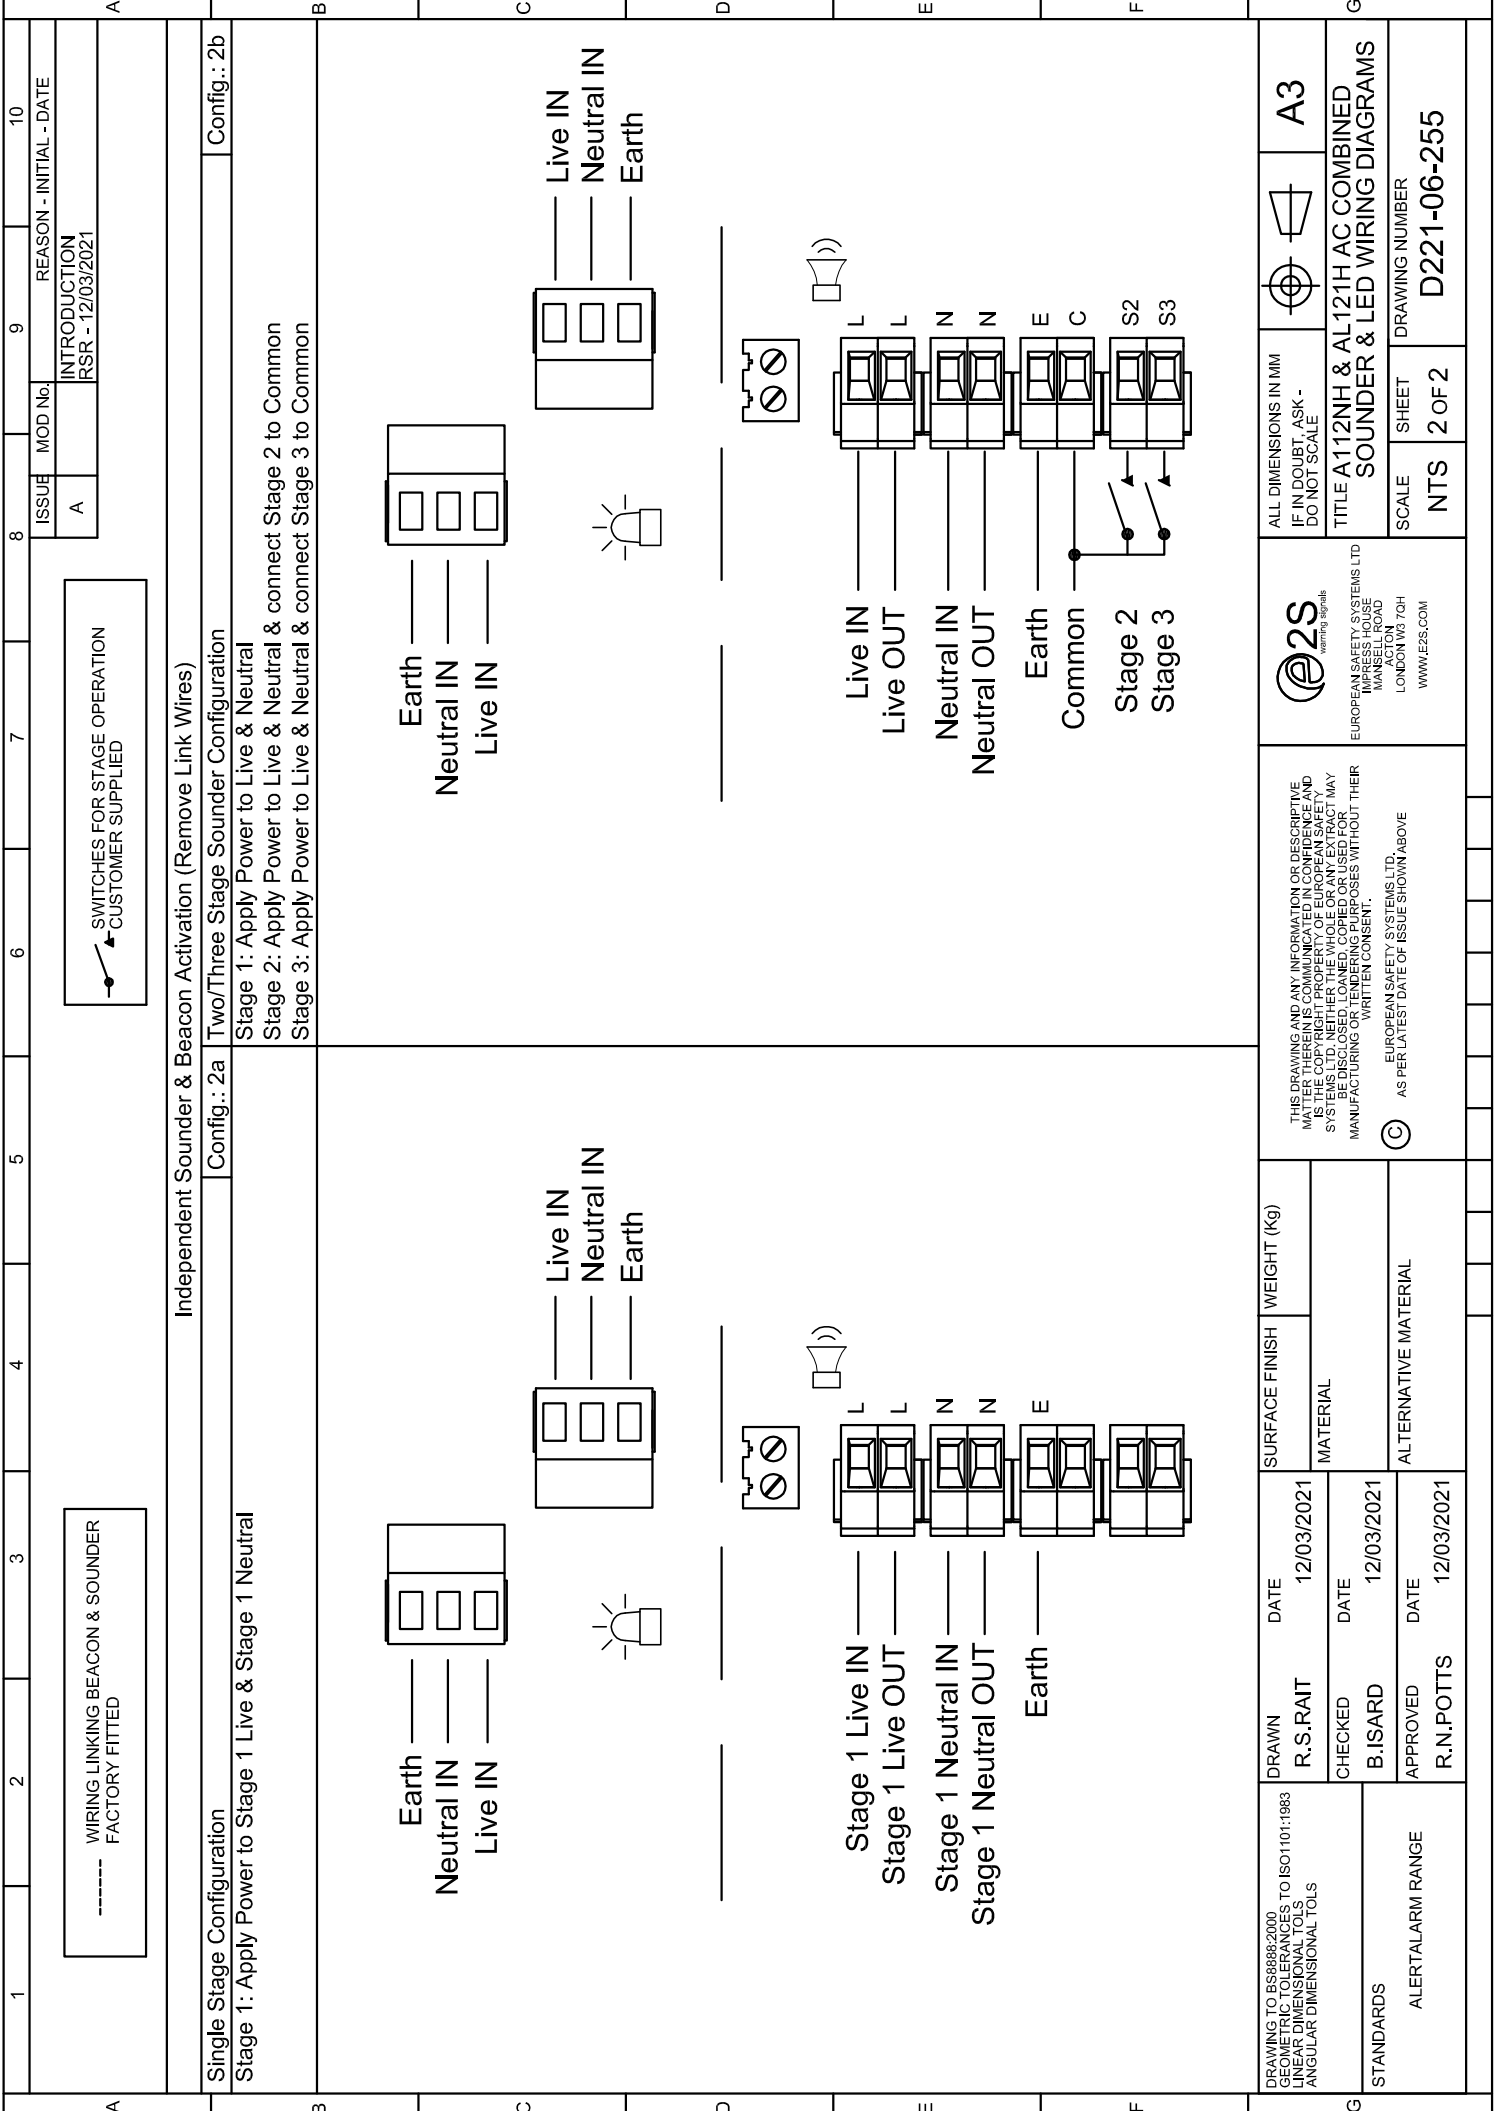 1
2
3
4
5
6
7
8
9
10
A
B
C
D
E
F
G
A
B
C
D
E
F
G
ISSUE
MOD No.
REASON - INITIAL - DATE
A
INTRODUCTION
RSR - 12/03/2021
------ WIRING LINKING BEACON & SOUNDER
FACTORY FITTED
SWITCHES FOR STAGE OPERATION
CUSTOMER SUPPLIED
Independent Sounder & Beacon Activation (Remove Link Wires)
Single Stage Configuration
Config.: 2a
Stage 1: Apply Power to Stage 1 Live & Stage 1 Neutral
Two/Three Stage Sounder Configuration
Config.: 2b
Stage 1: Apply Power to Live & Neutral
Stage 2: Apply Power to Live & Neutral & connect Stage 2 to Common
Stage 3: Apply Power to Live & Neutral & connect Stage 3 to Common
Earth
Neutral IN
Live IN
Live IN
Neutral IN
Earth
Stage 1 Live IN
Stage 1 Live OUT
Stage 1 Neutral IN
Stage 1 Neutral OUT
Earth
L
L
N
N
E
Earth
Neutral IN
Live IN
Live IN
Neutral IN
Earth
Live IN
Live OUT
Neutral IN
Neutral OUT
Earth
Common
Stage 2
Stage 3
L
L
N
N
E
C
S2
S3
DRAWING TO BS8888:2000
GEOMETRIC TOLERANCES TO ISO1101:1983
LINEAR DIMENSIONAL TOLS
ANGULAR DIMENSIONAL TOLS
STANDARDS
ALERTALARM RANGE
DRAWN
DATE
R.S.RAIT
12/03/2021
CHECKED
DATE
B.ISARD
12/03/2021
APPROVED
DATE
R.N.POTTS
12/03/2021
SURFACE FINISH
WEIGHT (Kg)
MATERIAL
ALTERNATIVE MATERIAL
THIS DRAWING AND ANY INFORMATION OR DESCRIPTIVE
MATTER THEREIN IS COMMUNICATED IN CONFIDENCE AND
IS THE COPYRIGHT PROPERTY OF EUROPEAN SAFETY
SYSTEMS LTD. NEITHER THE WHOLE OR ANY EXTRACT MAY
BE DISCLOSED, LOANED, COPIED OR USED FOR
MANUFACTURING OR TENDERING PURPOSES WITHOUT THEIR
WRITTEN CONSENT.
C
EUROPEAN SAFETY SYSTEMS LTD.
AS PER LATEST DATE OF ISSUE SHOWN ABOVE
e2S
warning signals
EUROPEAN SAFETY SYSTEMS LTD
IMPRESS HOUSE
MANSELL ROAD
ACTON
LONDON W3 7QH
WWW.E2S.COM
ALL DIMENSIONS IN MM
IF IN DOUBT, ASK -
DO NOT SCALE
A3
TITLE A112NH & AL121H AC COMBINED
SOUNDER & LED WIRING DIAGRAMS
SCALE
NTS
SHEET
2 OF 2
DRAWING NUMBER
D221-06-255